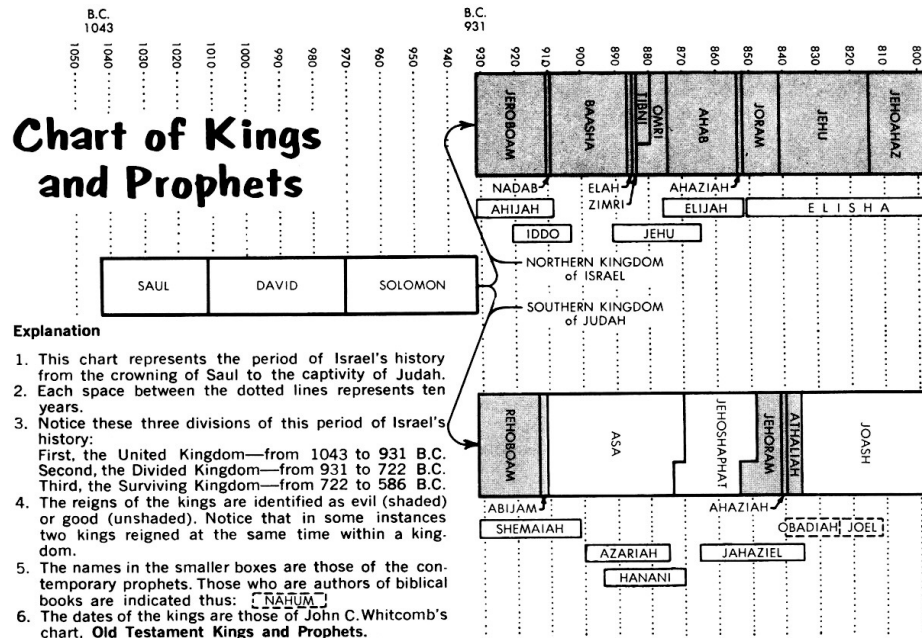 B.C.
1043
B.C.
931
1050
1040
1030
1020
1010
1000
990
980
970
960
950
940
930
920
910
900
890
880
870
860
850
840
830
820
810
800
Chart of Kings
and Prophets
JEROBOAM
BAASHA
TIBNI
OMRI
AHAB
JORAM
JEHU
JEHOAHAZ
NADAB
ELAH
ZIMRI
AHAZIAH
AHIJAH
ELIJAH
ELISHA
IDDO
JEHU
NORTHERN KINGDOM
of ISRAEL
SAUL
DAVID
SOLOMON
SOUTHERN KINGDOM
of JUDAH
Explanation
1. This chart represents the period of Israel's history
from the crowning of Saul to the captivity of Judah.
2. Each space between the dotted lines represents ten
years.
3. Notice these three divisions of this period of Israel's
history:
First, the United Kingdom—from 1043 to 931 B.C.
Second, the Divided Kingdom—from 931 to 722 B.C.
Third, the Surviving Kingdom—from 722 to 586 B.C.
4. The reigns of the kings are identified as evil (shaded)
or good (unshaded). Notice that in some instances
two kings reigned at the same time within a king-
dom.
5. The names in the smaller boxes are those of the con-
temporary prophets. Those who are authors of biblical
books are indicated thus: NAHUM
6. The dates of the kings are those of John C. Whitcomb's
chart, Old Testament Kings and Prophets.
REHOBOAM
ASA
JEHOSHAPHAT
JEHORAM
ATHALIAH
JOASH
ABIJAM
AHAZIAH
SHEMAIAH
OBADIAH
JOEL
AZARIAH
JAHAZIEL
HANANI